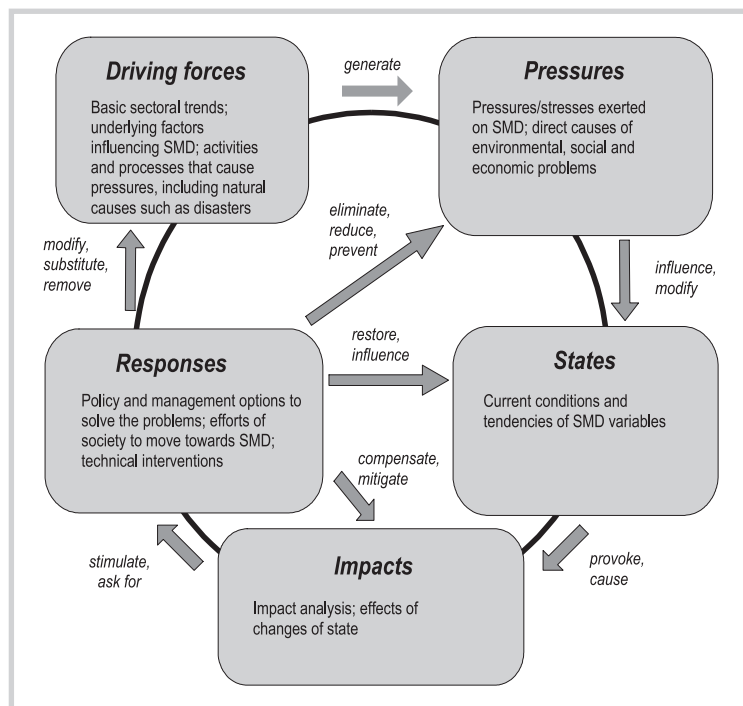 Driving forces
Basic sectoral trends;
underlying factors
influencing SMD; activities
and processes that cause
pressures, including natural
causes such as disasters
generate
Pressures
Pressures/stresses exerted
on SMD; direct causes of
environmental, social and
economic problems
modify,
substitute,
remove
eliminate,
reduce,
prevent
influence,
modify
Responses
Policy and management options to
solve the problems; efforts of
society to move towards SMD;
technical interventions
restore,
influence
States
Current conditions and
tendencies of SMD variables
compensate,
mitigate
stimulate,
ask for
Impacts
Impact analysis; effects of
changes of state
provoke,
cause